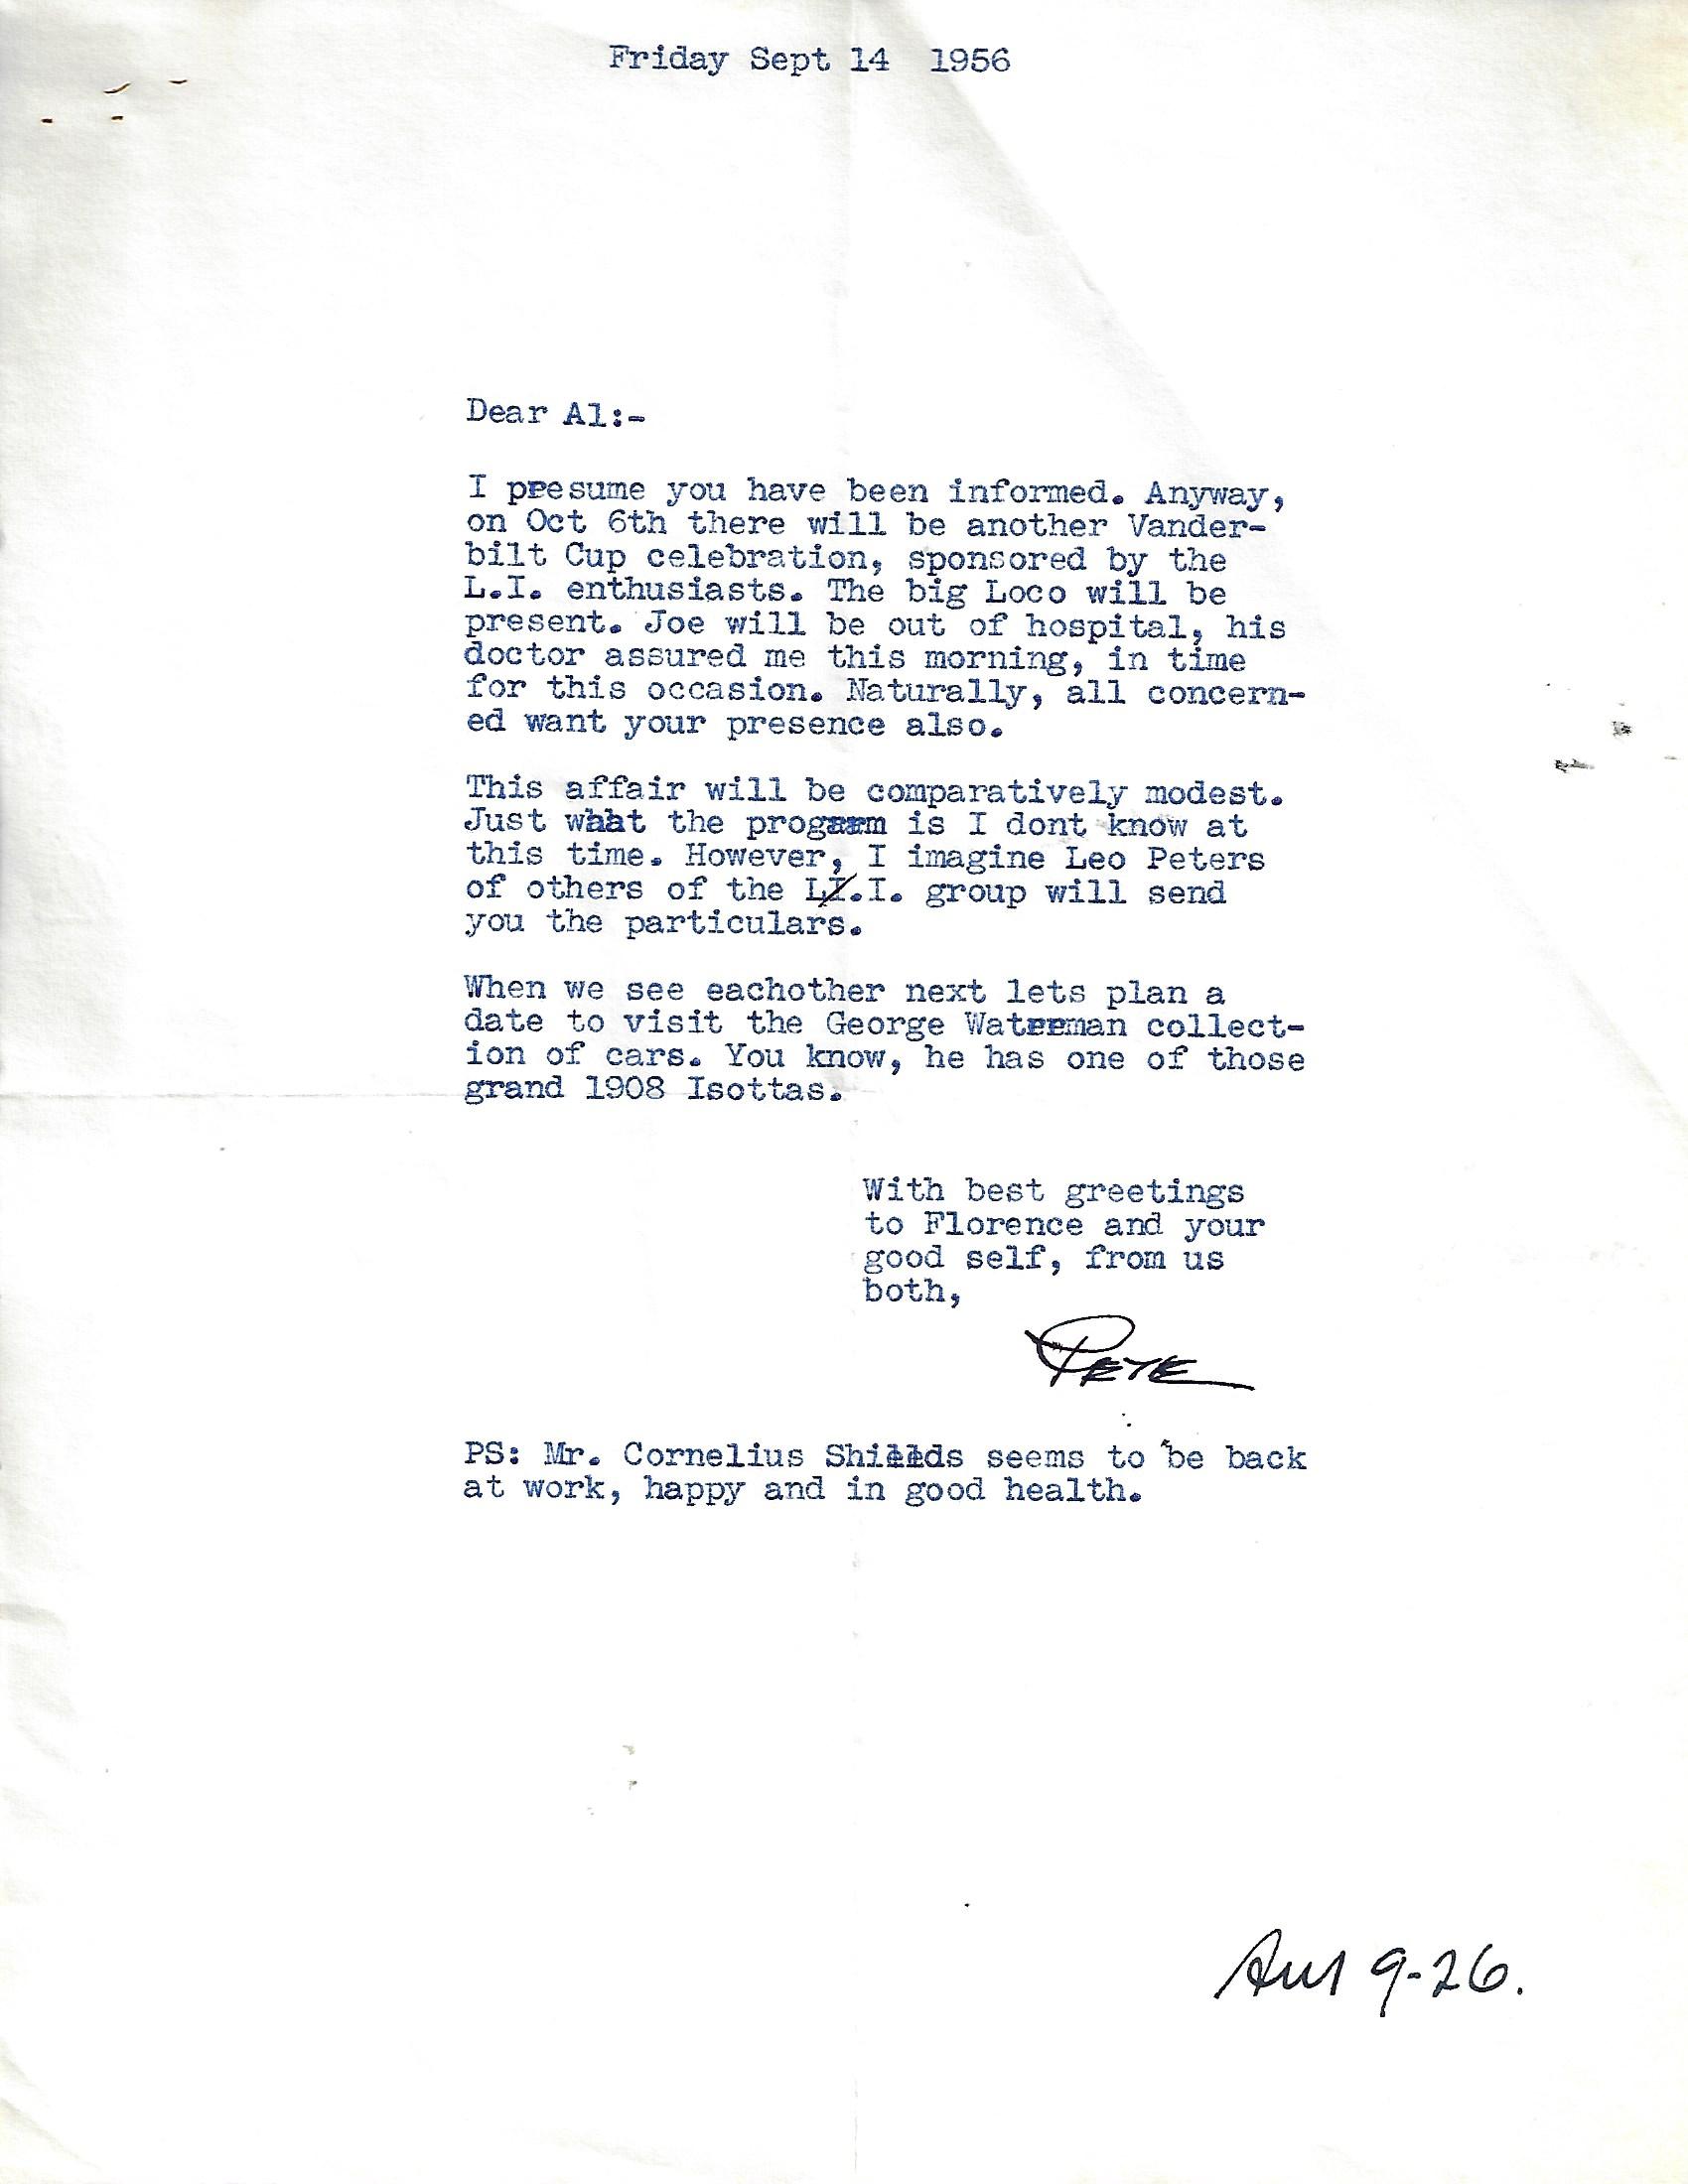 Friday Sept 14 1956
Dear Al:-
I presume you have been informed. Anyway,
on Oct 6th there will be another Vander-
bilt Cup celebration, sponsored by the
L.I. enthusiasts. The big Loco will be
present. Joe will be out of hospital, his
doctor assured me this morning, in time
for this occasion. Naturally, all concern-
ed want your presence also.
This affair will be comparatively modest.
Just what the program is I dont know at
this time. However, I imagine Leo Peters
of others of the L.I. group will send
you the particulars.
When we see eachother next lets plan a
date to visit the George Waterman collect-
ion of cars. You know, he has one of those
grand 1908 Isottas.
With best greetings
to Florence and your
good self, from us
both,
PETE
PS: Mr. Cornelius Shields seems to be back
at work, happy and in good health.
9-26.